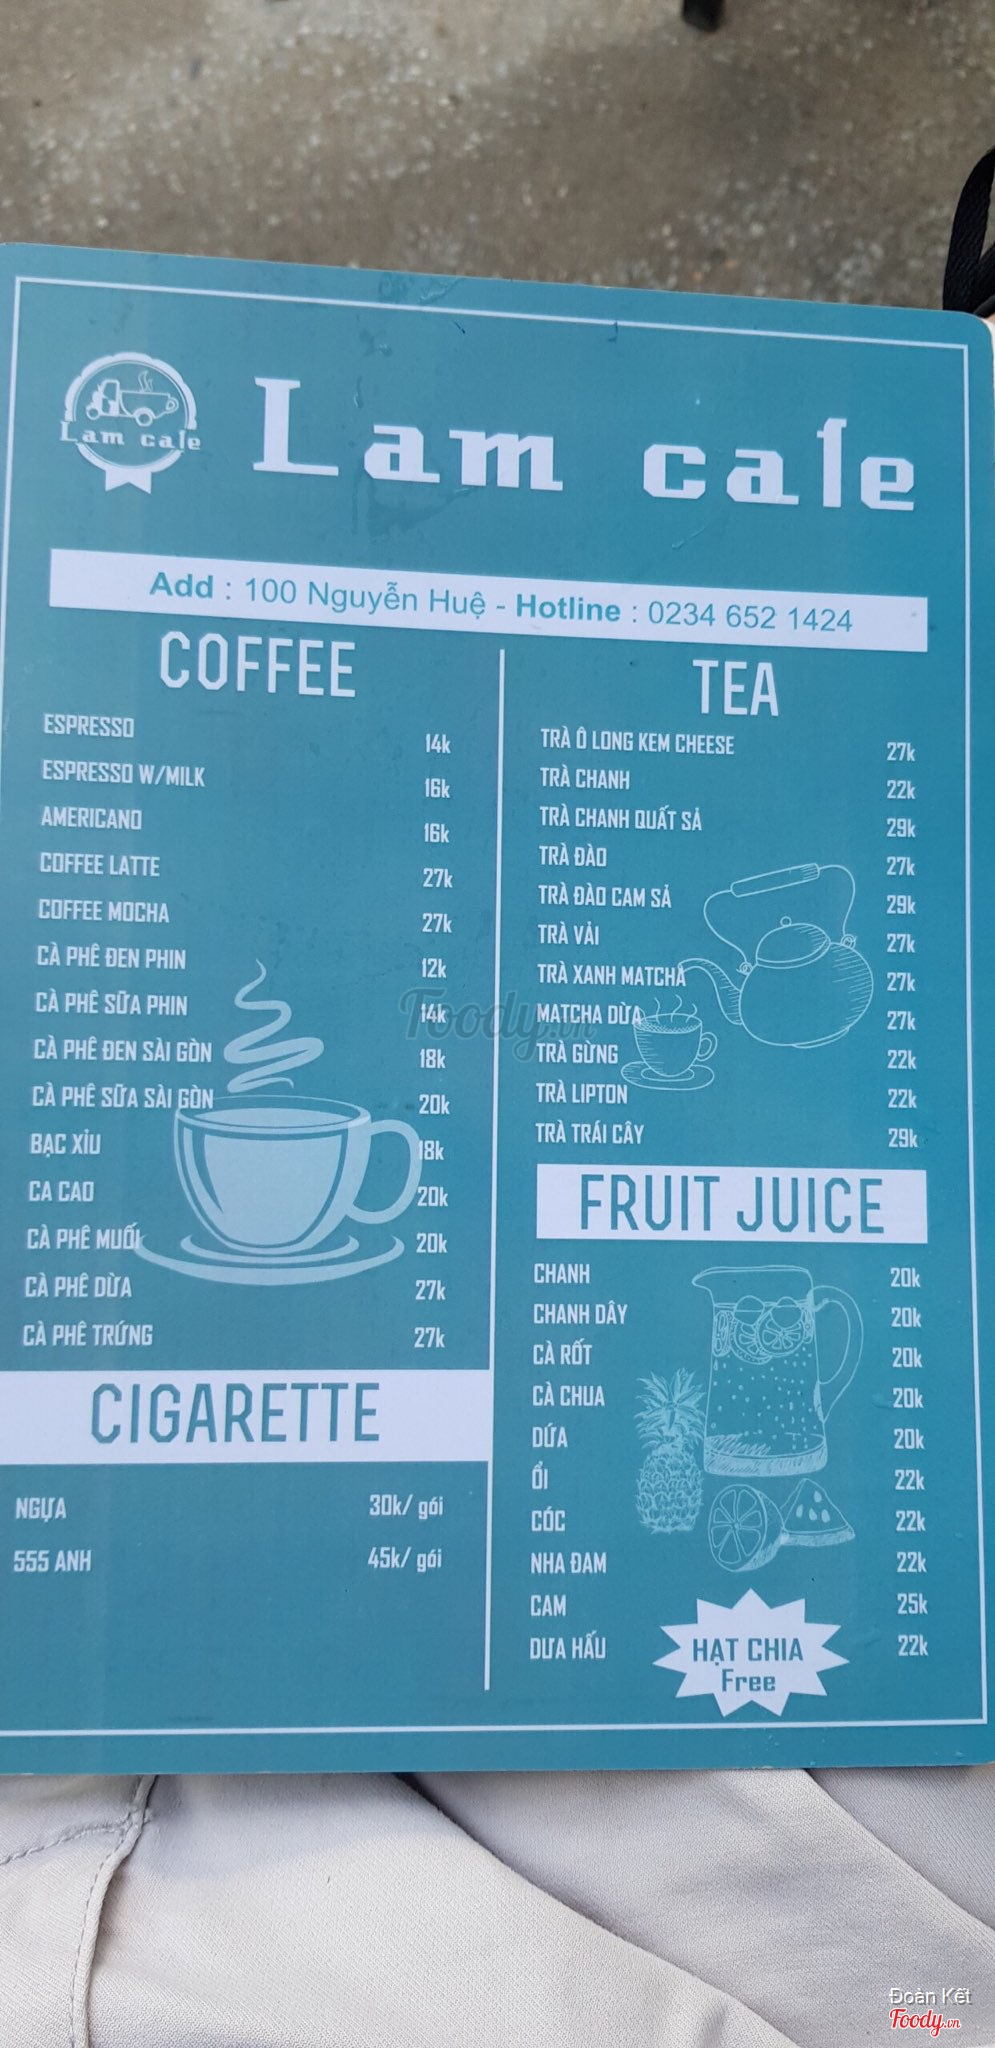 Lam cafe
Lam cafe
Add : 100 Nguyễn Huệ - Hotline : 0234 652 1424
COFFEE
ESPRESSO 14k
ESPRESSO W/MILK 16k
AMERICANO 16k
COFFEE LATTE 27k
COFFEE MOCHA 27k
CÀ PHÊ ĐEN PHIN 12k
CÀ PHÊ SỮA PHIN 14k
CÀ PHÊ ĐEN SÀI GÒN 18k
CÀ PHÊ SỮA SÀI GÒN 20k
BẠC XỈU 18k
CA CAO 20k
CÀ PHÊ MUỐI 20k
CÀ PHÊ DỪA 27k
CÀ PHÊ TRỨNG 27k
CIGARETTE
NGỰA 30k/ gói
555 ANH 45k/ gói
TEA
TRÀ Ô LONG KEM CHEESE 27k
TRÀ CHANH 22k
TRÀ CHANH QUẤT SẢ 29k
TRÀ ĐÀO 27k
TRÀ ĐÀO CAM SẢ 29k
TRÀ VẢI 27k
TRÀ XANH MATCHA 27k
MATCHA DỪA 27k
TRÀ GỪNG 22k
TRÀ LIPTON 22k
TRÀ TRÁI CÂY 29k
FRUIT JUICE
CHANH 20k
CHANH DÂY 20k
CÀ RỐT 20k
CÀ CHUA 20k
DỨA 20k
ỔI 22k
CÓC 22k
NHA ĐAM 22k
CAM 25k
DƯA HẤU 22k
HẠT CHIA
Free
Foody.vn
Đoàn Kết
Foody.vn